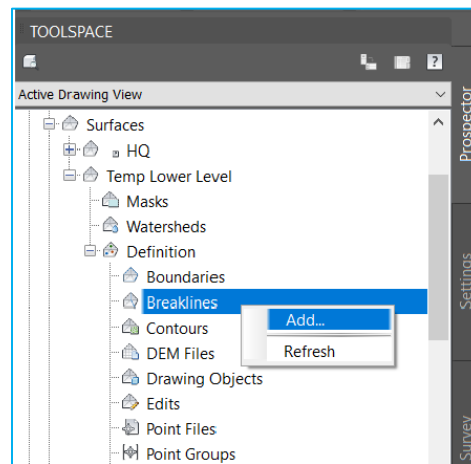 TOOLSPACE
?
Active Drawing View
Surfaces
HQ
Temp Lower Level
Masks
Watersheds
Definition
Boundaries
Breaklines
Add...
Contours
Refresh
DEM Files
Drawing Objects
Edits
Point Files
Point Groups
Prospector
Settings
Survey